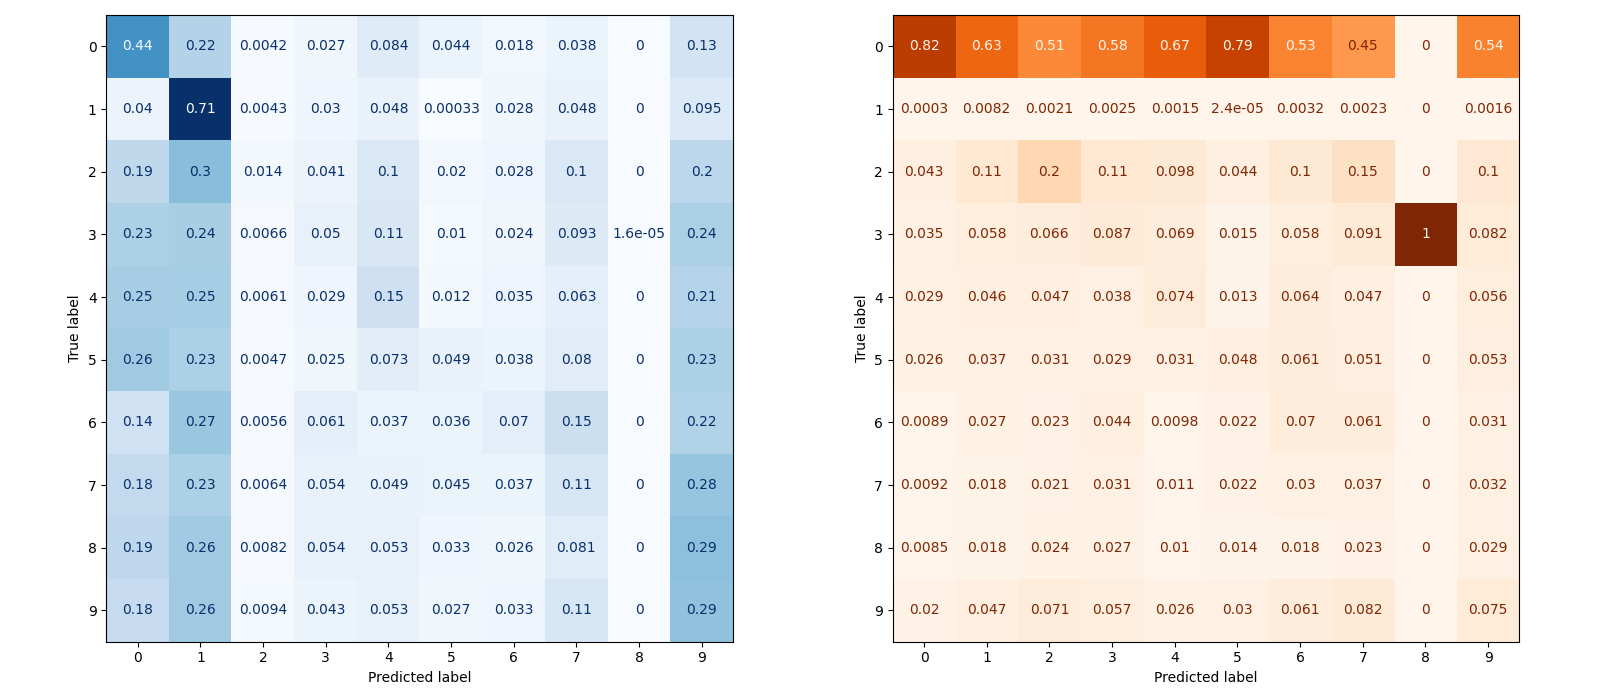 0 0.44 0.22 0.0042 0.027 0.084 0.044 0.018 0.038 0 0.13
1 0.04 0.71 0.0043 0.03 0.048 0.00033 0.028 0.048 0 0.095
2 0.19 0.3 0.014 0.041 0.1 0.02 0.028 0.1 0 0.2
3 0.23 0.24 0.0066 0.05 0.11 0.01 0.024 0.093 1.6e-05 0.24
4 0.25 0.25 0.0061 0.029 0.15 0.012 0.035 0.063 0 0.21
5 0.26 0.23 0.0047 0.025 0.073 0.049 0.038 0.08 0 0.23
6 0.14 0.27 0.0056 0.061 0.037 0.036 0.07 0.15 0 0.22
7 0.18 0.23 0.0064 0.054 0.049 0.045 0.037 0.11 0 0.28
8 0.19 0.26 0.0082 0.054 0.053 0.033 0.026 0.081 0 0.29
9 0.18 0.26 0.0094 0.043 0.053 0.027 0.033 0.11 0 0.29
0 1 2 3 4 5 6 7 8 9
Predicted label
True label
0 0.82 0.63 0.51 0.58 0.67 0.79 0.53 0.45 0 0.54
1 0.0003 0.0082 0.0021 0.0025 0.0015 2.4e-05 0.0032 0.0023 0 0.0016
2 0.043 0.11 0.2 0.11 0.098 0.044 0.1 0.15 0 0.1
3 0.035 0.058 0.066 0.087 0.069 0.015 0.058 0.091 1 0.082
4 0.029 0.046 0.047 0.038 0.074 0.013 0.064 0.047 0 0.056
5 0.026 0.037 0.031 0.029 0.031 0.048 0.061 0.051 0 0.053
6 0.0089 0.027 0.023 0.044 0.0098 0.022 0.07 0.061 0 0.031
7 0.0092 0.018 0.021 0.031 0.011 0.022 0.03 0.037 0 0.032
8 0.0085 0.018 0.024 0.027 0.01 0.014 0.018 0.023 0 0.029
9 0.02 0.047 0.071 0.057 0.026 0.03 0.061 0.082 0 0.075
0 1 2 3 4 5 6 7 8 9
Predicted label
True label